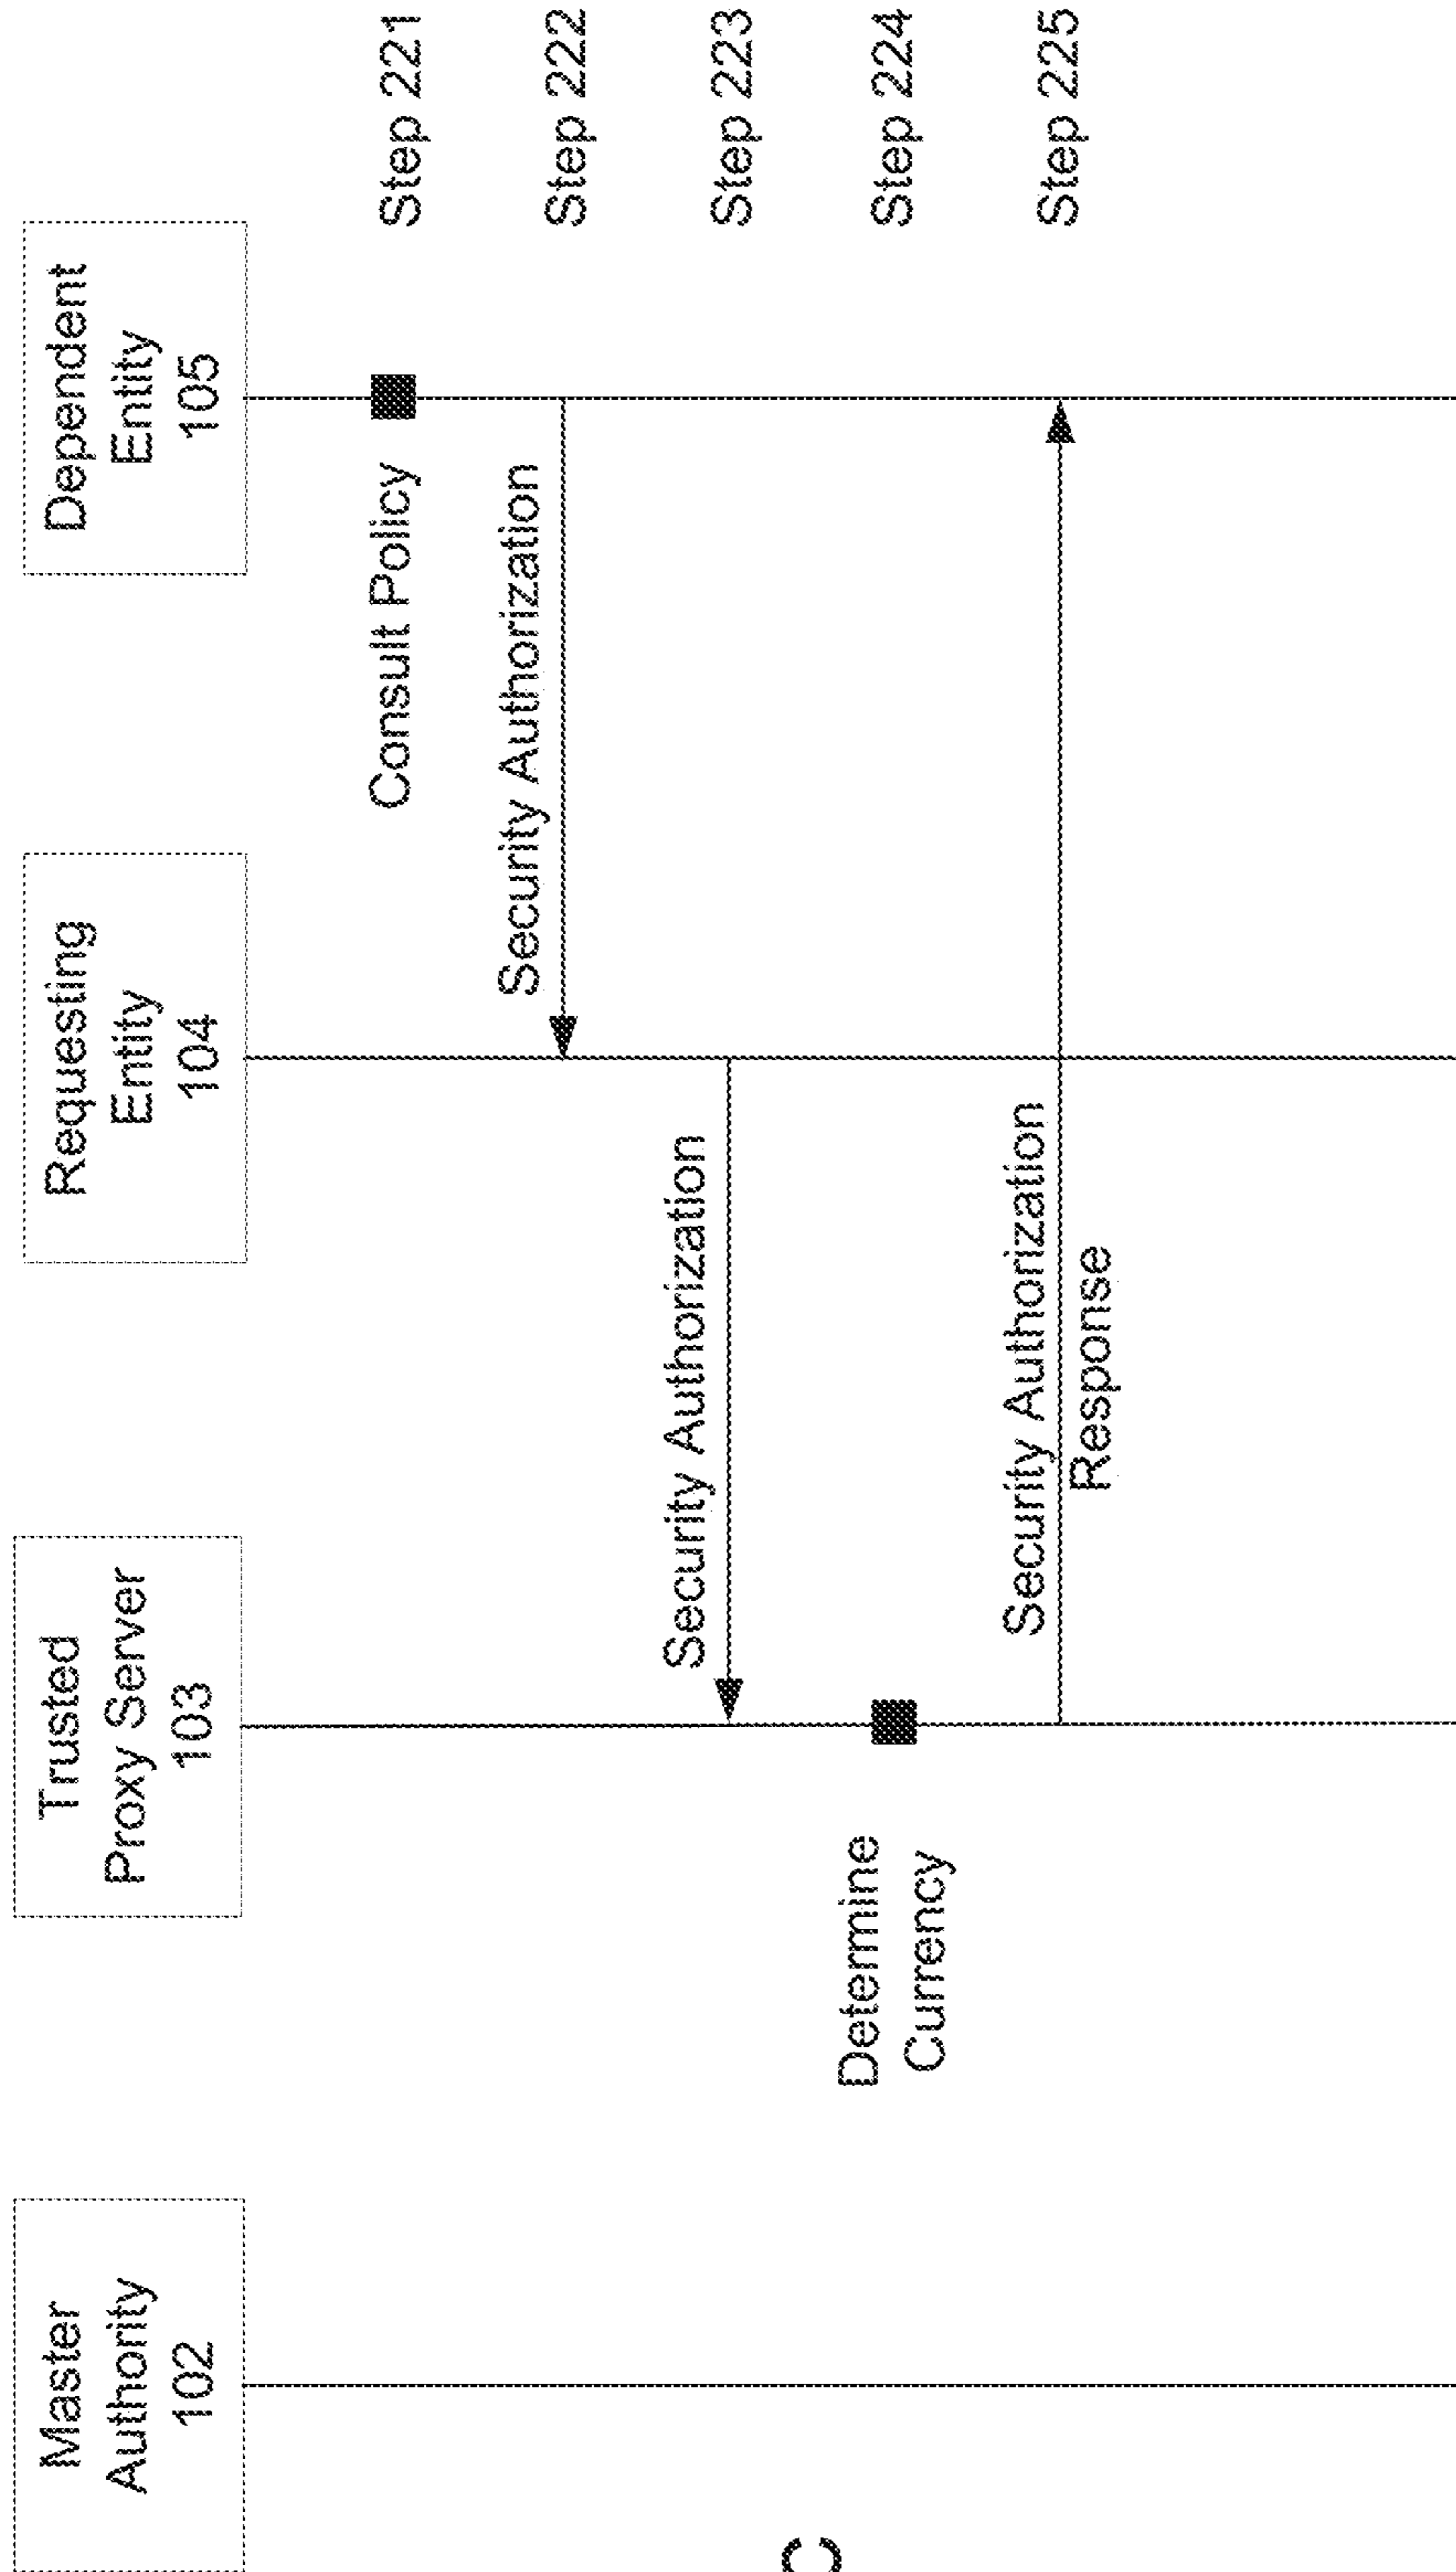 Master
Authority
102
Trusted
Proxy Server
103
Requesting
Entity
104
Dependent
Entity
105
Consult Policy
Step 221
Security Authorization
Step 222
Security Authorization
Step 223
Determine
Currency
Step 224
Security Authorization
Response
Step 225
C